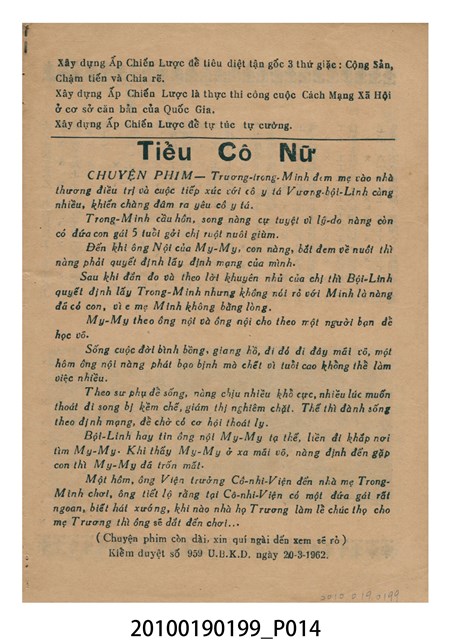 Xây dựng Ấp Chiến Lược để tiêu diệt tận gốc 3 thứ giặc : Cộng Sản,
Chậm tiến và Chia rẽ.
Xây dựng Ấp Chiến Lược là thực thi công cuộc Cách Mạng Xã Hội
ở cơ sở căn bản của Quốc Gia.
Xây dựng Ấp Chiến Lược để tự túc tự cường.
Tiều Cô Nữ
CHUYỆN PHIM — Trương-trong-Minh đem mẹ vào nhà
thương điều trị và cuộc tiếp xúc với cô y tá Vương-bội-Linh càng
nhiều, khiến chàng đâm ra yêu cô y tá.
Trong-Minh cầu hôn, song nàng cự tuyệt vì lý-do nàng còn
có đứa con gái 5 tuổi gởi chị ruột nuôi giùm.
Đến khi ông Nội của My-My, con nàng, bắt đem về nuôi thì
nàng phải quyết định lấy định mạng của mình.
Sau khi đắn đo và theo lời khuyên nhủ của chị thì Bội-Linh
quyết định lấy Trong-Minh nhưng không nói rõ với Minh là nàng
đã có con, vì e mẹ Minh không bằng lòng.
My-My theo ông nội và ông nội cho theo một người bạn để
học võ.
Sống cuộc đời bình bồng, giang hồ, đi đó đi đây mãi võ, một
hôm ông nội nàng phát bạo bịnh mà chết vì tuổi cao không thể làm
việc nhiều.
Theo sư phụ để sống, nàng chịu nhiều khổ cực, nhiều lúc muốn
thoát đi song bị kềm chế, giám thị nghiêm chặt. Thế thì đành sống
theo định mạng, để chờ có cơ hội thoát ly.
Bội-Linh hay tin ông nội My-My tạ thế, liền đi khắp nơi
tìm My-My. Khi thấy My-My ở xa mãi võ, nàng định đến gặp
con thì My-My đã trốn mất.
Một hôm, ông Viện trưởng Cô-nhi-Viện đến nhà mẹ Trong-
Minh chơi, ông tiết lộ rằng tại Cô-nhi-Viện có một đứa gái rất
ngoan, biết hát xướng, khi nào nhà họ Trương làm lễ chúc thọ cho
mẹ Trương thì ông sẽ dắt đến chơi...
(Chuyện phim còn dài, xin quí ngài đến xem sẽ rõ)
Kiểm duyệt số 959 U.B.K.D. ngày 20-3-1962.
2010 019 0199
20100190199_P014